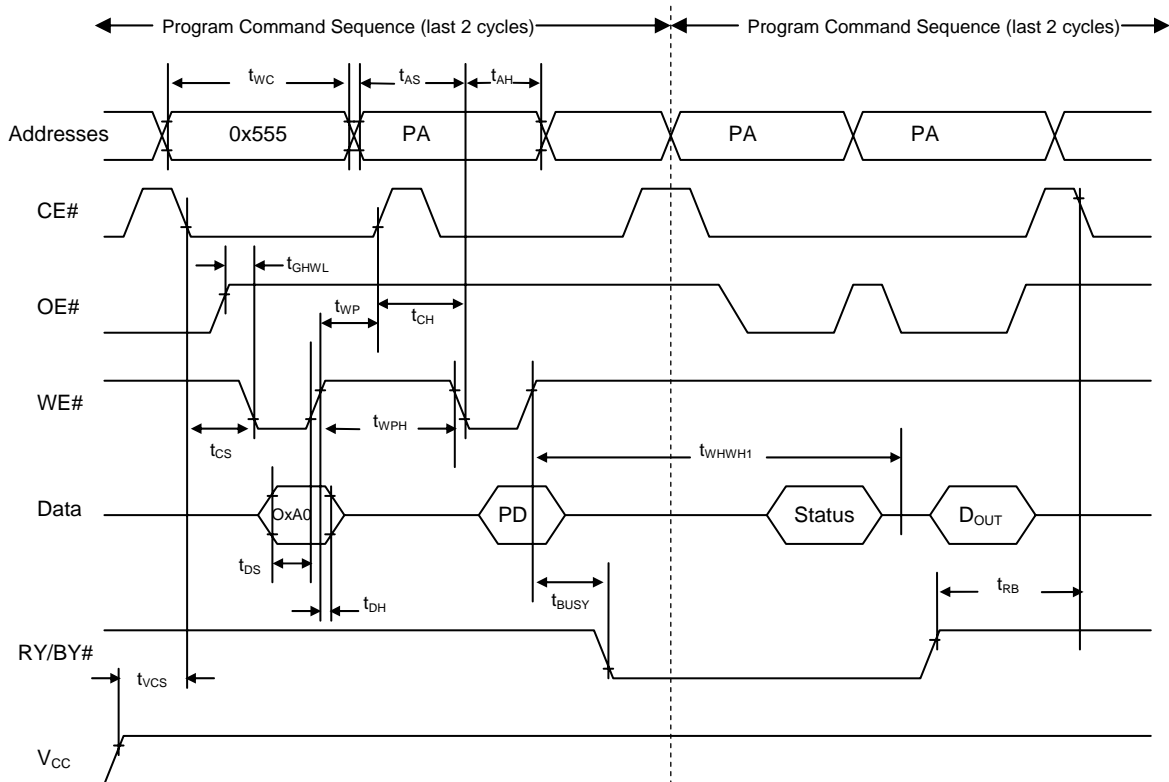 Program Command Sequence (last 2 cycles) Program Command Sequence (last 2 cycles)
tWC tAS tAH
Addresses 0x555 PA PA PA
CE#
tGHWL
OE# tWP tCH
WE#
tCS tWPH tWHWH1
Data OxA0 PD Status DOUT
tDS tDH tBUSY tRB
RY/BY#
tVCS
VCC